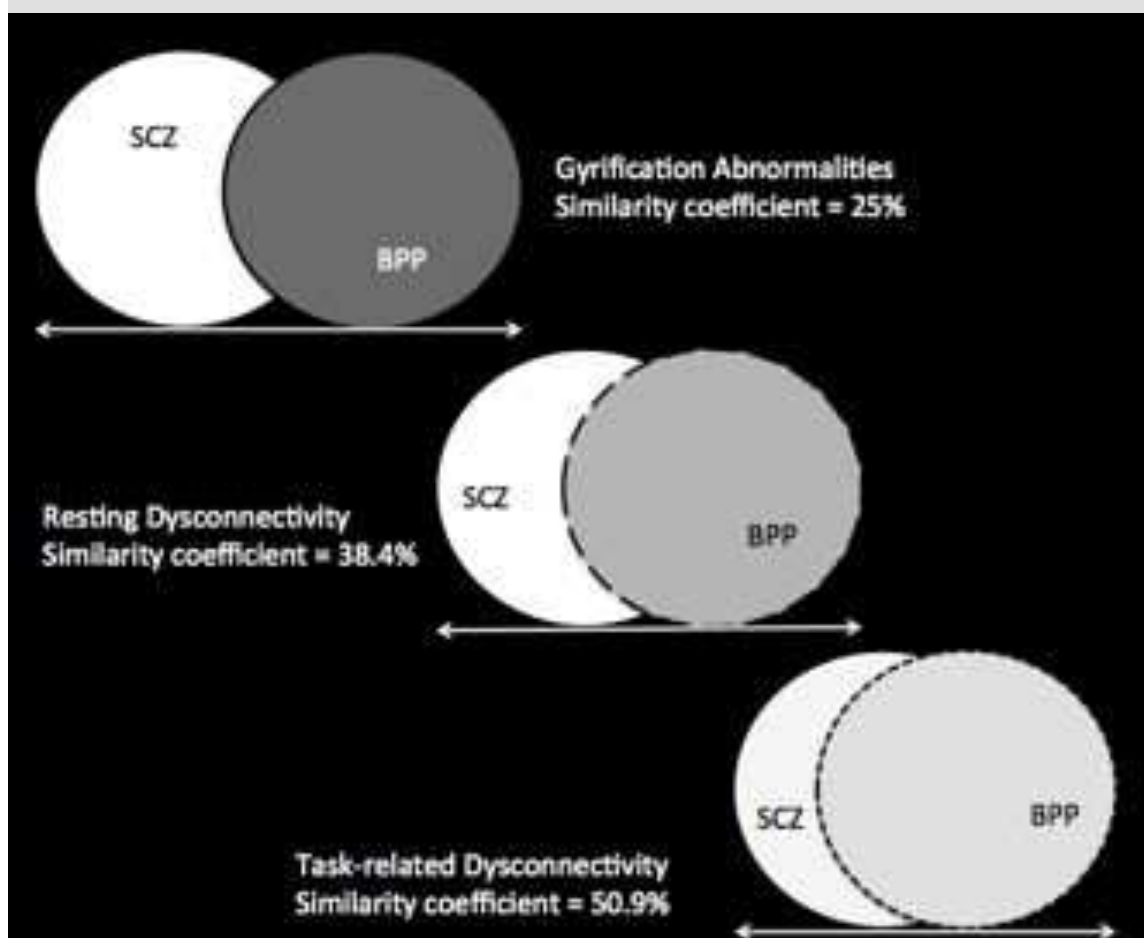 SCZ
BPP
Gyrification Abnormalities
Similarity coefficient = 25%
SCZ
BPP
Resting Dysconnectivity
Similarity coefficient = 38.4%
SCZ
BPP
Task-related Dysconnectivity
Similarity coefficient = 50.9%